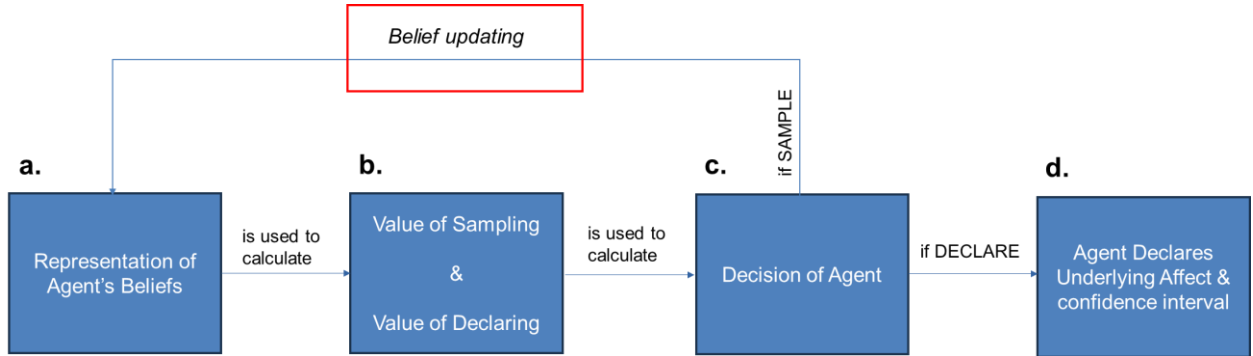 Belief updating
if SAMPLE
a.
b.
c.
d.
Representation of
Agent's Beliefs
is used to
calculate
Value of Sampling
&
Value of Declaring
is used to
calculate
Decision of Agent
if DECLARE
Agent Declares
Underlying Affect &
confidence interval